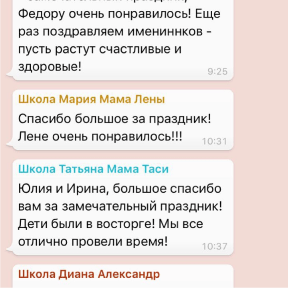 Федору очень понравилось! Еще
раз поздравляем именинников -
пусть растут счастливые и
здоровые!
9:25
Школа Мария Мама Лены
Спасибо большое за праздник!
Лене очень понравилось!!!
10:31
Школа Татьяна Мама Таси
Юлия и Ирина, большое спасибо
вам за замечательный праздник!
Дети были в восторге! Мы все
отлично провели время!
10:37
Школа Диана Александр